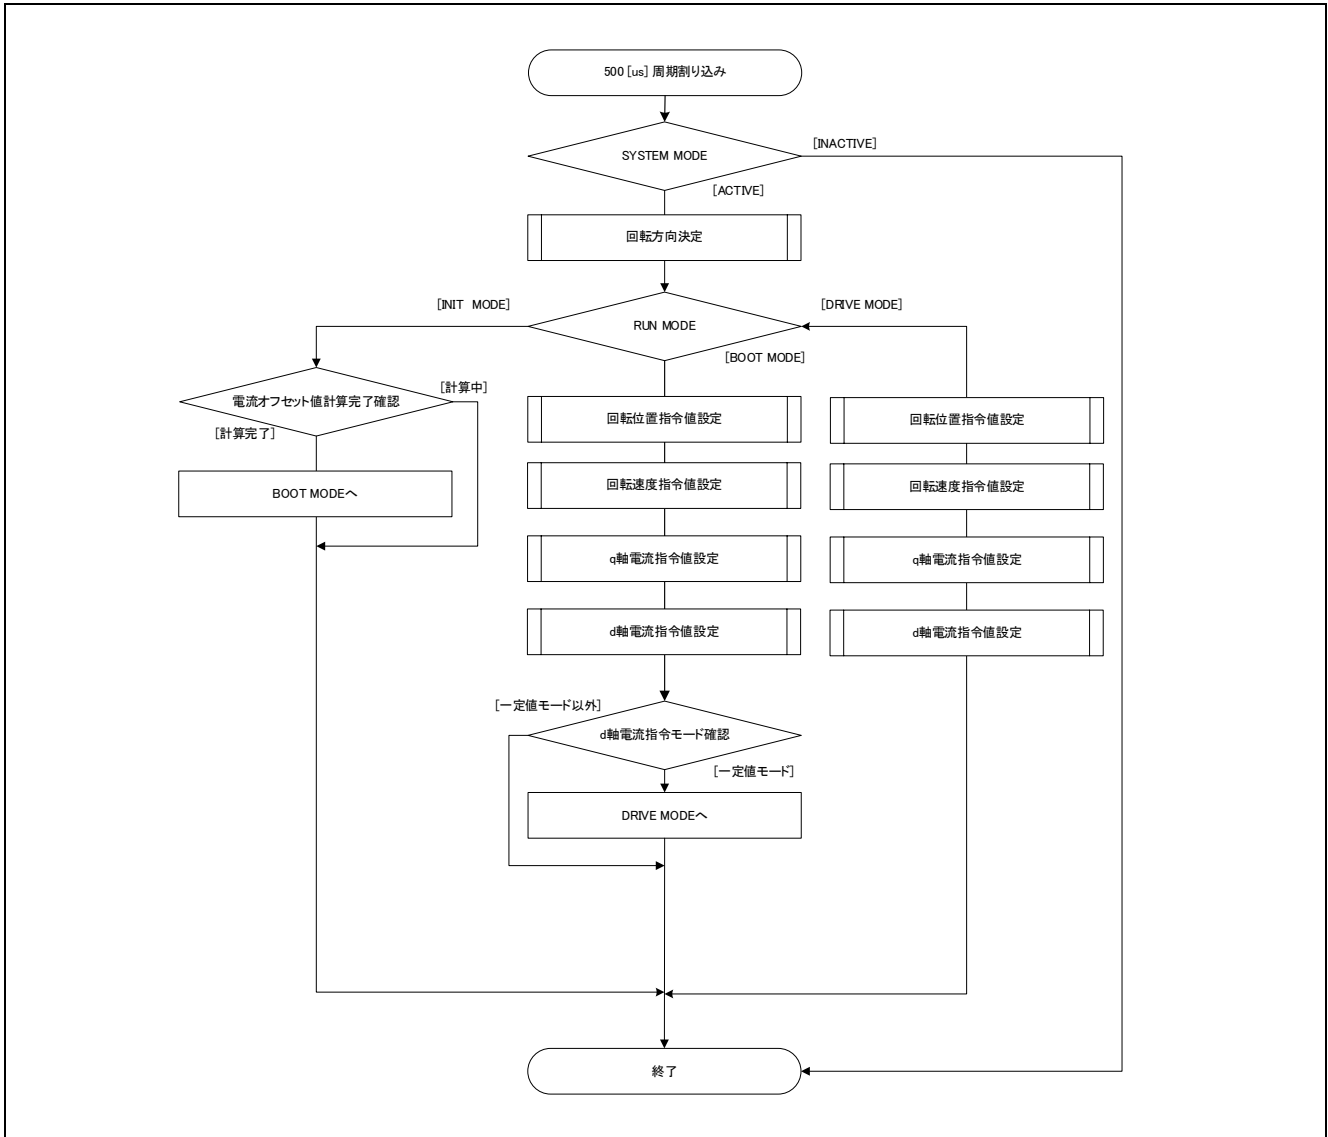 500 [us] 周期割り込み
[INACTIVE]
SYSTEM MODE
[ACTIVE]
回転方向決定
[INIT MODE]
[DRIVE MODE]
RUN MODE
[BOOT MODE]
[計算中]
電流オフセット値計算完了確認
[計算完了]
BOOT MODEへ
回転位置指令値設定
回転位置指令値設定
回転速度指令値設定
回転速度指令値設定
q軸電流指令値設定
q軸電流指令値設定
d軸電流指令値設定
d軸電流指令値設定
[一定値モード以外]
d軸電流指令モード確認
[一定値モード]
DRIVE MODEへ
終了